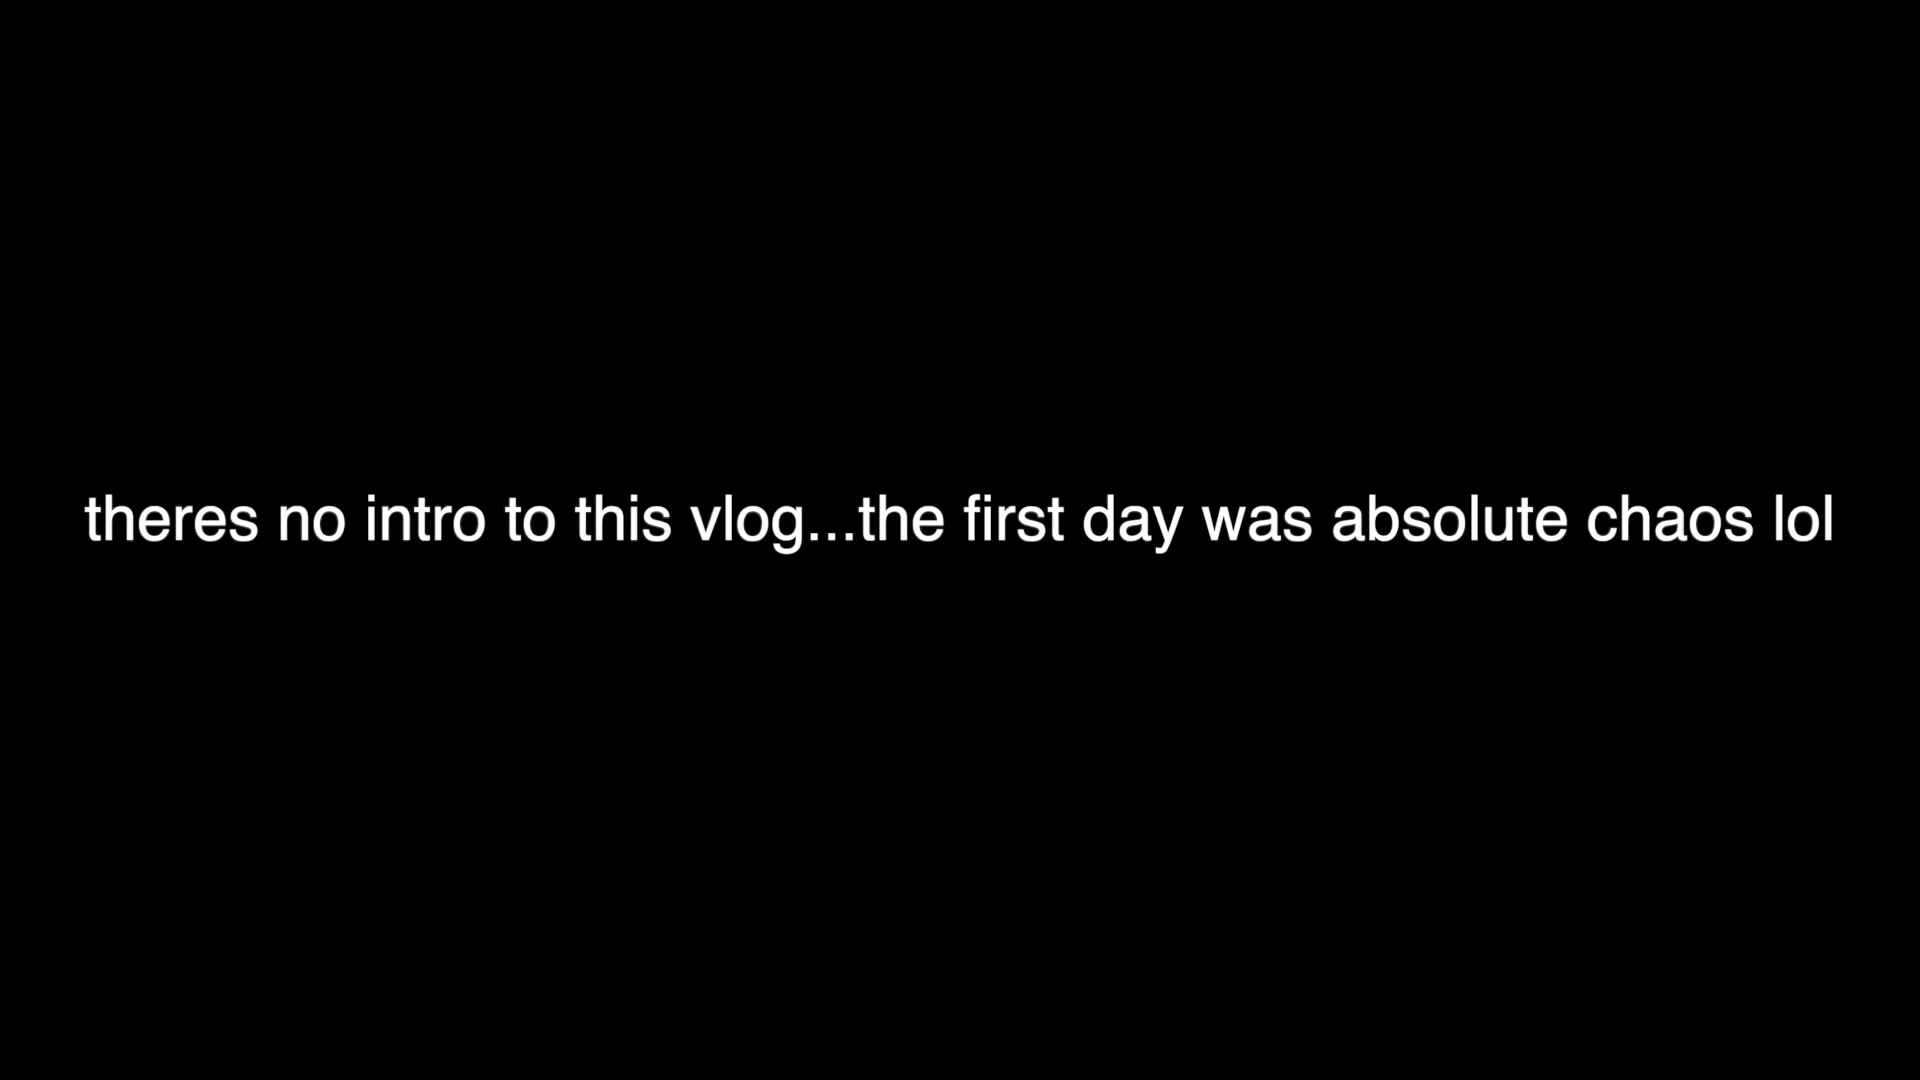 theres no intro to this vlog...the first day was absolute chaos lol